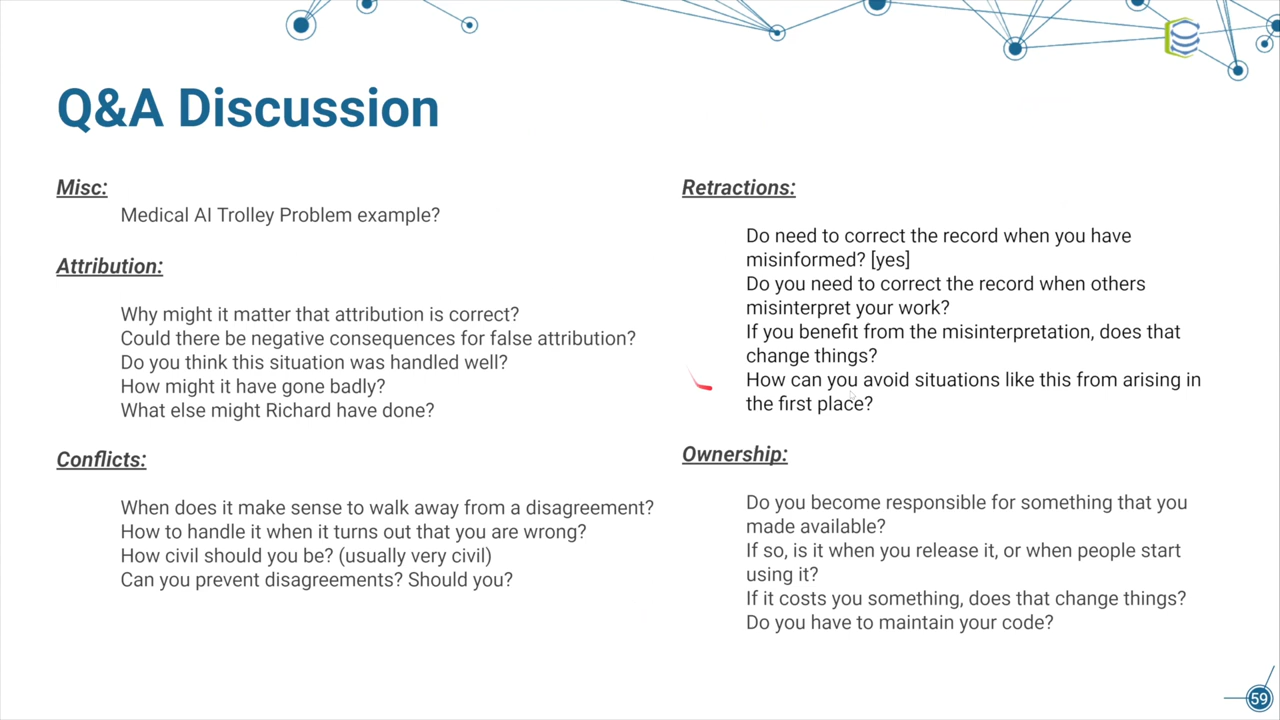 Q&A Discussion
Misc:
Medical AI Trolley Problem example?
Attribution:
Why might it matter that attribution is correct?
Could there be negative consequences for false attribution?
Do you think this situation was handled well?
How might it have gone badly?
What else might Richard have done?
Conflicts:
When does it make sense to walk away from a disagreement?
How to handle it when it turns out that you are wrong?
How civil should you be? (usually very civil)
Can you prevent disagreements? Should you?
Retractions:
Do need to correct the record when you have
misinformed? [yes]
Do you need to correct the record when others
misinterpret your work?
If you benefit from the misinterpretation, does that
change things?
How can you avoid situations like this from arising in
the first place?
Ownership:
Do you become responsible for something that you
made available?
If so, is it when you release it, or when people start
using it?
If it costs you something, does that change things?
Do you have to maintain your code?
59